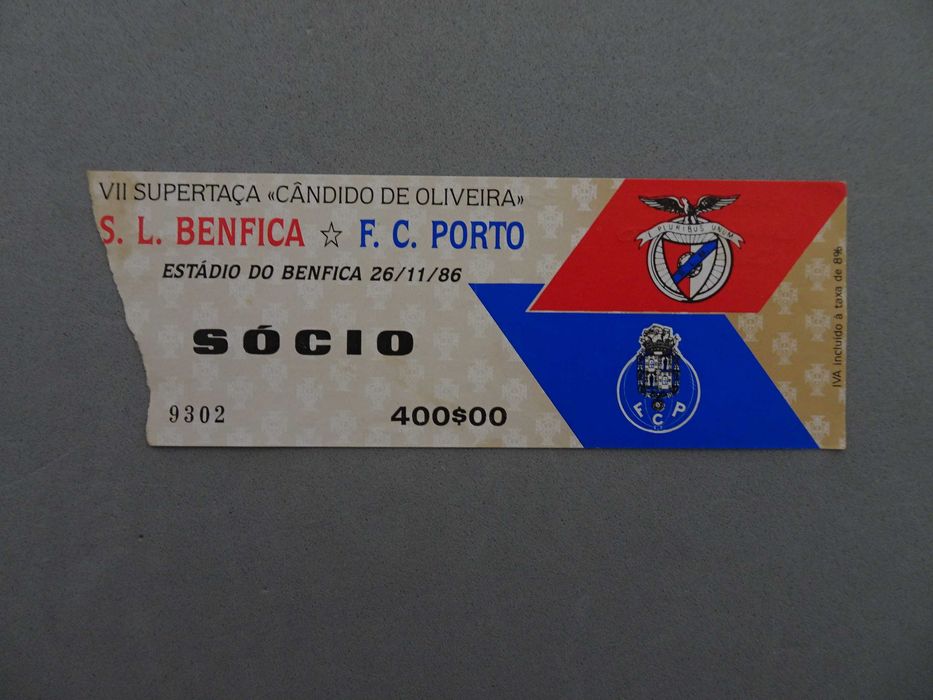 VII SUPERTAÇA «CÂNDIDO DE OLIVEIRA»
S. L. BENFICA ☆ F. C. PORTO
ESTÁDIO DO BENFICA 26/11/86
SÓCIO
9302
400$00
E PLURIBUS UNUM
FCP
IVA incluído à taxa de 8%